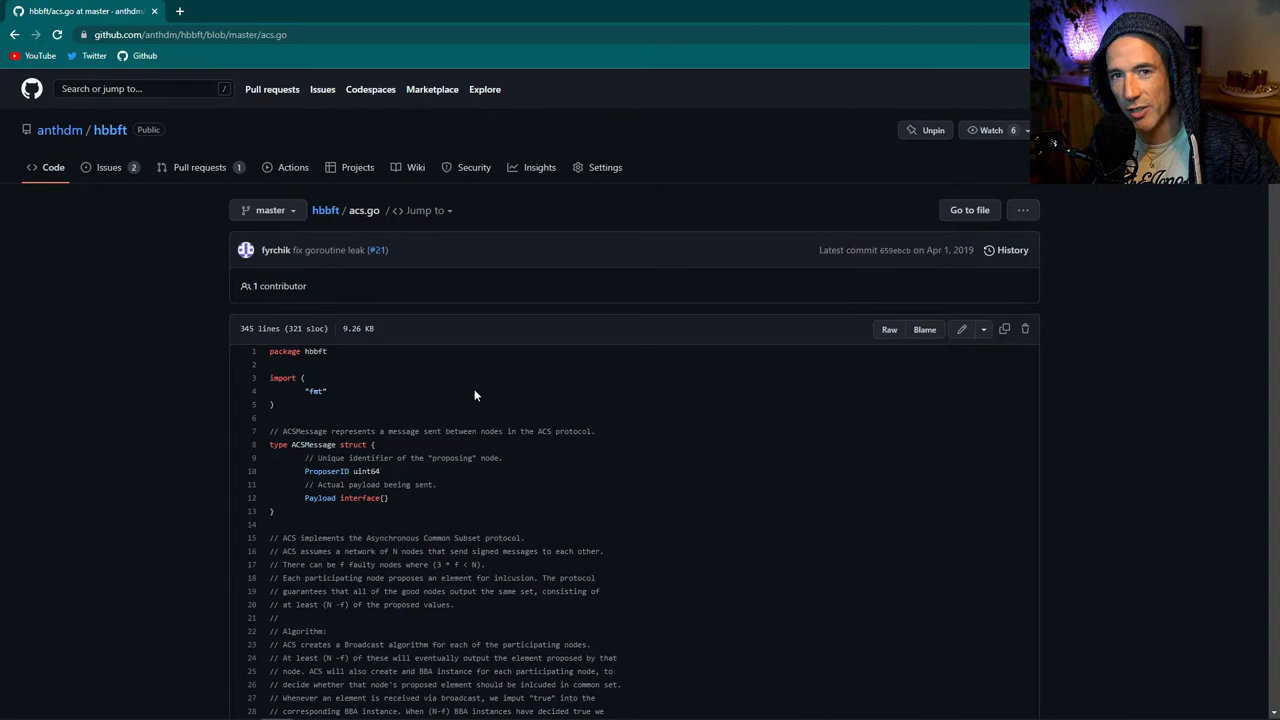 hbbft/acs.go at master · anthdm/
github.com/anthdm/hbbft/blob/master/acs.go
YouTube Twitter Github
Search or jump to... / Pull requests Issues Codespaces Marketplace Explore
anthdm / hbbft Public Unpin Watch 6
Code Issues 2 Pull requests 1 Actions Projects Wiki Security Insights Settings
master hbbft / acs.go / Jump to Go to file ...
fyrchik fix goroutine leak (#21) Latest commit 659ebcb on Apr 1, 2019 History
1 contributor
345 lines (321 sloc) 9.26 KB Raw Blame
1 package hbbft
2
3 import (
4 "fmt"
5 )
6
7 // ACSMessage represents a message sent between nodes in the ACS protocol.
8 type ACSMessage struct {
9 // Unique identifier of the "proposing" node.
10 ProposerID uint64
11 // Actual payload beeing sent.
12 Payload interface{}
13 }
14
15 // ACS implements the Asynchronous Common Subset protocol.
16 // ACS assumes a network of N nodes that send signed messages to each other.
17 // There can be f faulty nodes where (3 * f < N).
18 // Each participating node proposes an element for inlcusion. The protocol
19 // guarantees that all of the good nodes output the same set, consisting of
20 // at least (N -f) of the proposed values.
21 //
22 // Algorithm:
23 // ACS creates a Broadcast algorithm for each of the participating nodes.
24 // At least (N -f) of these will eventually output the element proposed by that
25 // node. ACS will also create and BBA instance for each participating node, to
26 // decide whether that node's proposed element should be inlcuded in common set.
27 // Whenever an element is received via broadcast, we imput "true" into the
28 // corresponding BBA instance. When (N-f) BBA instances have decided true we